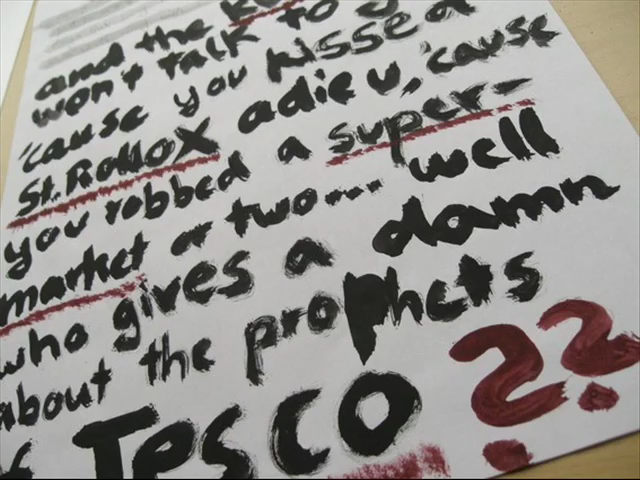 and the
won't talk to
'cause you kissed
St. Rollox adieu, 'cause
you robbed a super-
market or two... well
who gives a damn
about the prophets
f Tesco ??